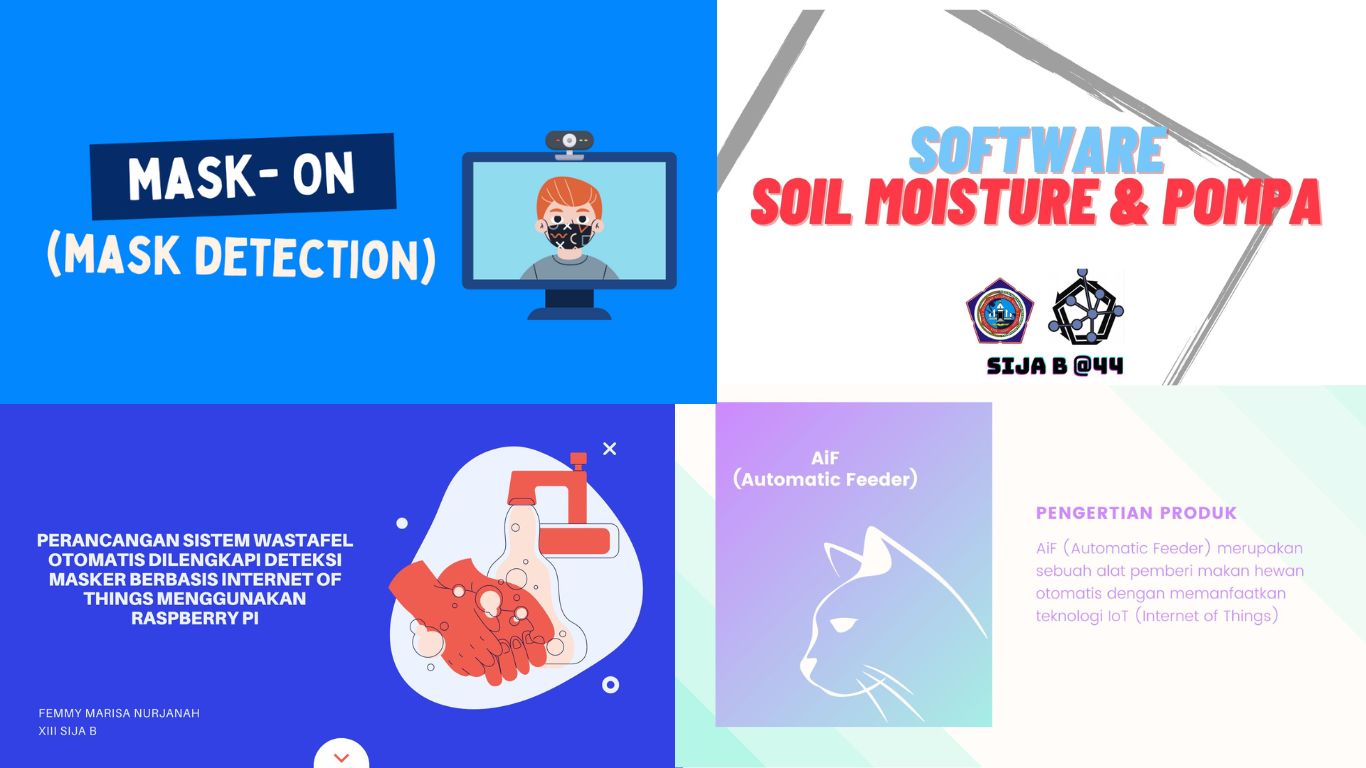 MASK- ON
(MASK DETECTION)
SOFTWARE
SOIL MOISTURE & POMPA
SIJA B @44
PERANCANGAN SISTEM WASTAFEL
OTOMATIS DILENGKAPI DETEKSI
MASKER BERBASIS INTERNET OF
THINGS MENGGUNAKAN
RASPBERRY PI
FEMMY MARISA NURJANAH
XIII SIJA B
AiF
(Automatic Feeder)
PENGERTIAN PRODUK
AiF (Automatic Feeder) merupakan
sebuah alat pemberi makan hewan
otomatis dengan memanfaatkan
teknologi IoT (Internet of Things)